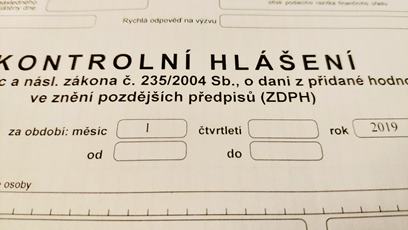 Rychlá odpověď na výzvu
KONTROLNÍ HLÁŠENÍ
c a násl. zákona č. 235/2004 Sb., o dani z přidané hodno
ve znění pozdějších předpisů (ZDPH)
za období: měsíc 1 čtvrtletí rok 2019
od do
osoby